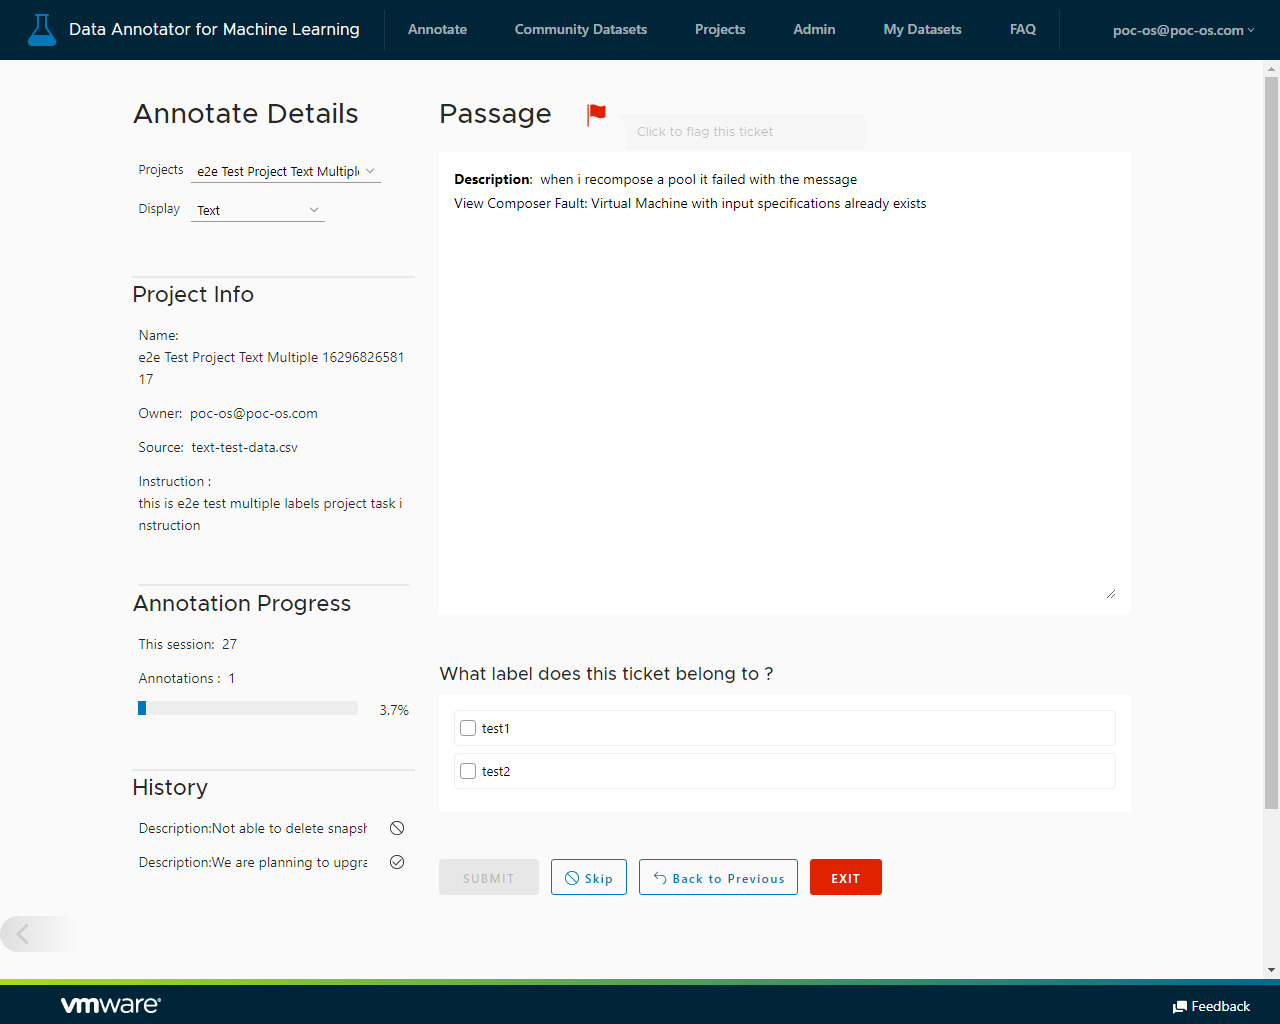 Data Annotator for Machine Learning
Annotate
Community Datasets
Projects
Admin
My Datasets
FAQ
poc-os@poc-os.com
Annotate Details
Projects
e2e Test Project Text Multipl
Display
Text
Project Info
Name:
e2e Test Project Text Multiple 16296826581
17
Owner: poc-os@poc-os.com
Source: text-test-data.csv
Instruction :
this is e2e test multiple labels project task i
nstruction
Annotation Progress
This session: 27
Annotations : 1
3.7%
History
Description:Not able to delete snapsh
Description:We are planning to upgra
Passage
Click to flag this ticket
Description: when i recompose a pool it failed with the message
View Composer Fault: Virtual Machine with input specifications already exists
What label does this ticket belong to ?
test1
test2
SUBMIT
Skip
Back to Previous
EXIT
vmware
Feedback